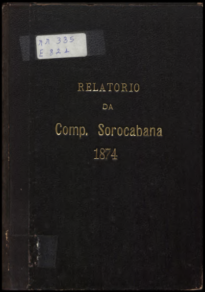 RELATORIO
DA
Comp. Sorocabana
1874